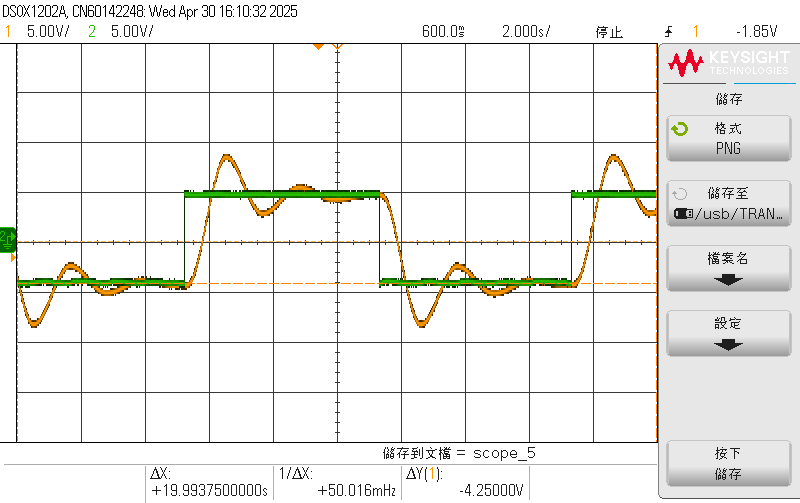 DSOX1202A, CN60142248: Wed Apr 30 16:10:32 2025
1 5.00V/ 2 5.00V/ 600.0ms 2.000s/ 停止 1 -1.85V
KEYSIGHT
TECHNOLOGIES
儲存
格式
PNG
儲存至
/usb/TRAN...
檔案名
設定
按下
儲存
2
儲存到文檔 = scope_5
ΔX: 1/ΔX: ΔY(1):
+19.9937500000s +50.016mHz -4.25000V